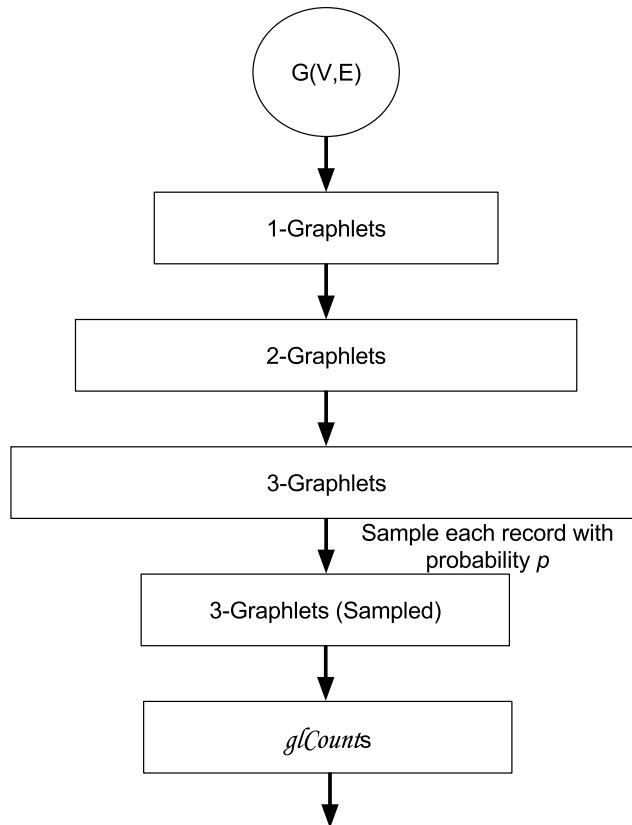 G(V,E)
1-Graphlets
2-Graphlets
3-Graphlets
Sample each record with
probability p
3-Graphlets (Sampled)
glCounts